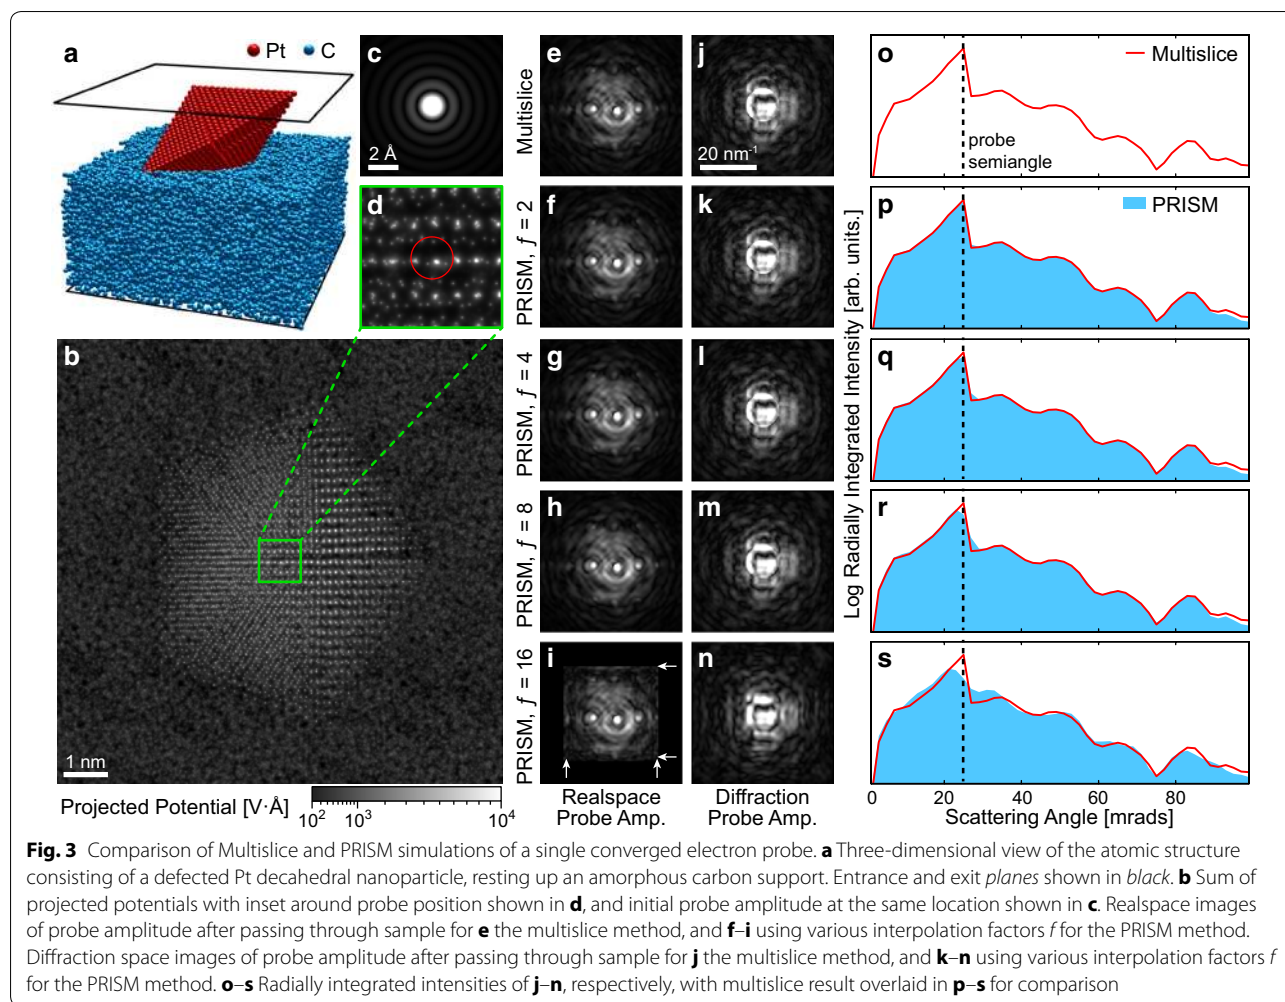 a
Pt
C
c
2 Å
d
b
1 nm
Projected Potential [V·Å]
10² 10³ 10⁴
Multislice
PRISM, f = 2
PRISM, f = 4
PRISM, f = 8
PRISM, f = 16
e
j
20 nm⁻¹
f
k
g
l
h
m
i
n
Realspace
Probe Amp.
Diffraction
Probe Amp.
Log Radially Integrated Intensity [arb. units.]
o
Multislice
probe
semiangle
p
PRISM
q
r
s
0 20 40 60 80
Scattering Angle [mrads]
Fig. 3 Comparison of Multislice and PRISM simulations of a single converged electron probe. a Three-dimensional view of the atomic structure
consisting of a defected Pt decahedral nanoparticle, resting up an amorphous carbon support. Entrance and exit planes shown in black. b Sum of
projected potentials with inset around probe position shown in d, and initial probe amplitude at the same location shown in c. Realspace images
of probe amplitude after passing through sample for e the multislice method, and f–i using various interpolation factors f for the PRISM method.
Diffraction space images of probe amplitude after passing through sample for j the multislice method, and k–n using various interpolation factors f
for the PRISM method. o–s Radially integrated intensities of j–n, respectively, with multislice result overlaid in p–s for comparison